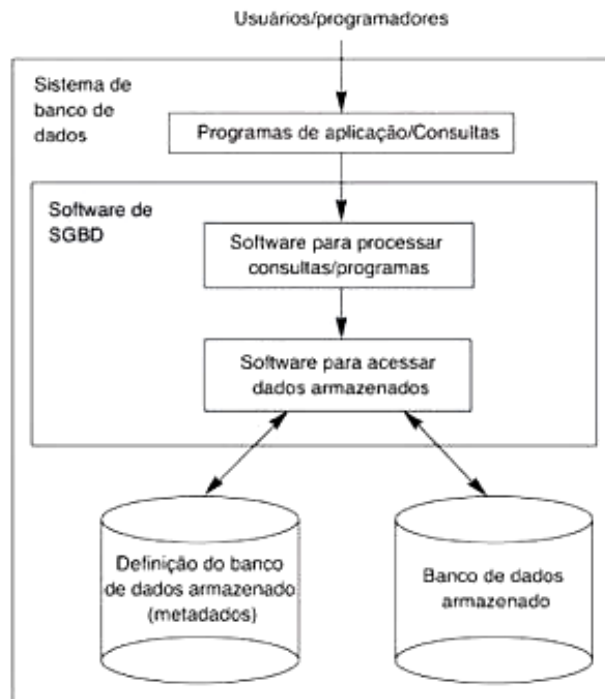 Usuários/programadores
Sistema de
banco de
dados
Programas de aplicação/Consultas
Software de
SGBD
Software para processar
consultas/programas
Software para acessar
dados armazenados
Definição do banco
de dados armazenado
(metadados)
Banco de dados
armazenado